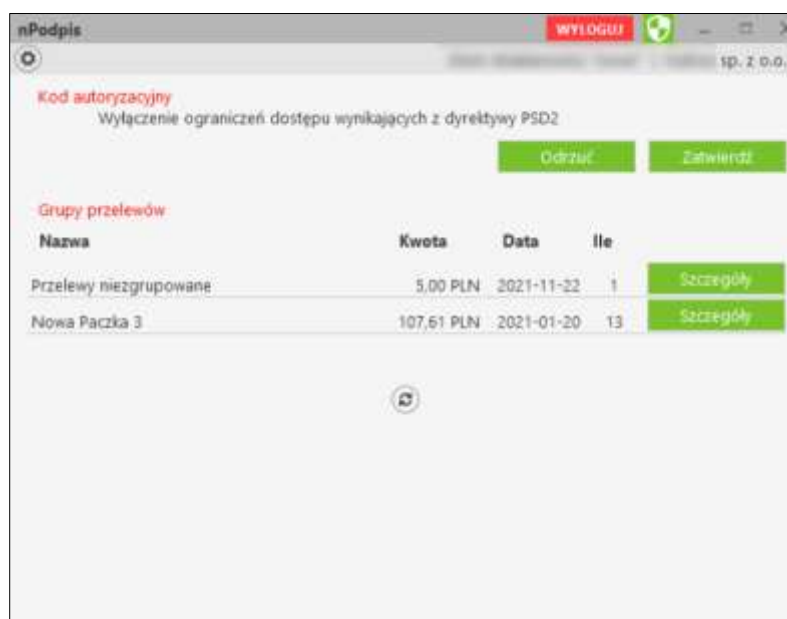 nPodpis WYLOGUJ
sp. z o.o.
Kod autoryzacyjny
Wyłączenie ograniczeń dostępu wynikających z dyrektywy PSD2
Odrzuć Zatwierdź
Grupy przelewów
Nazwa Kwota Data Ile
Przelewy niezgrupowane 5,00 PLN 2021-11-22 1 Szczegóły
Nowa Paczka 3 107,61 PLN 2021-01-20 13 Szczegóły